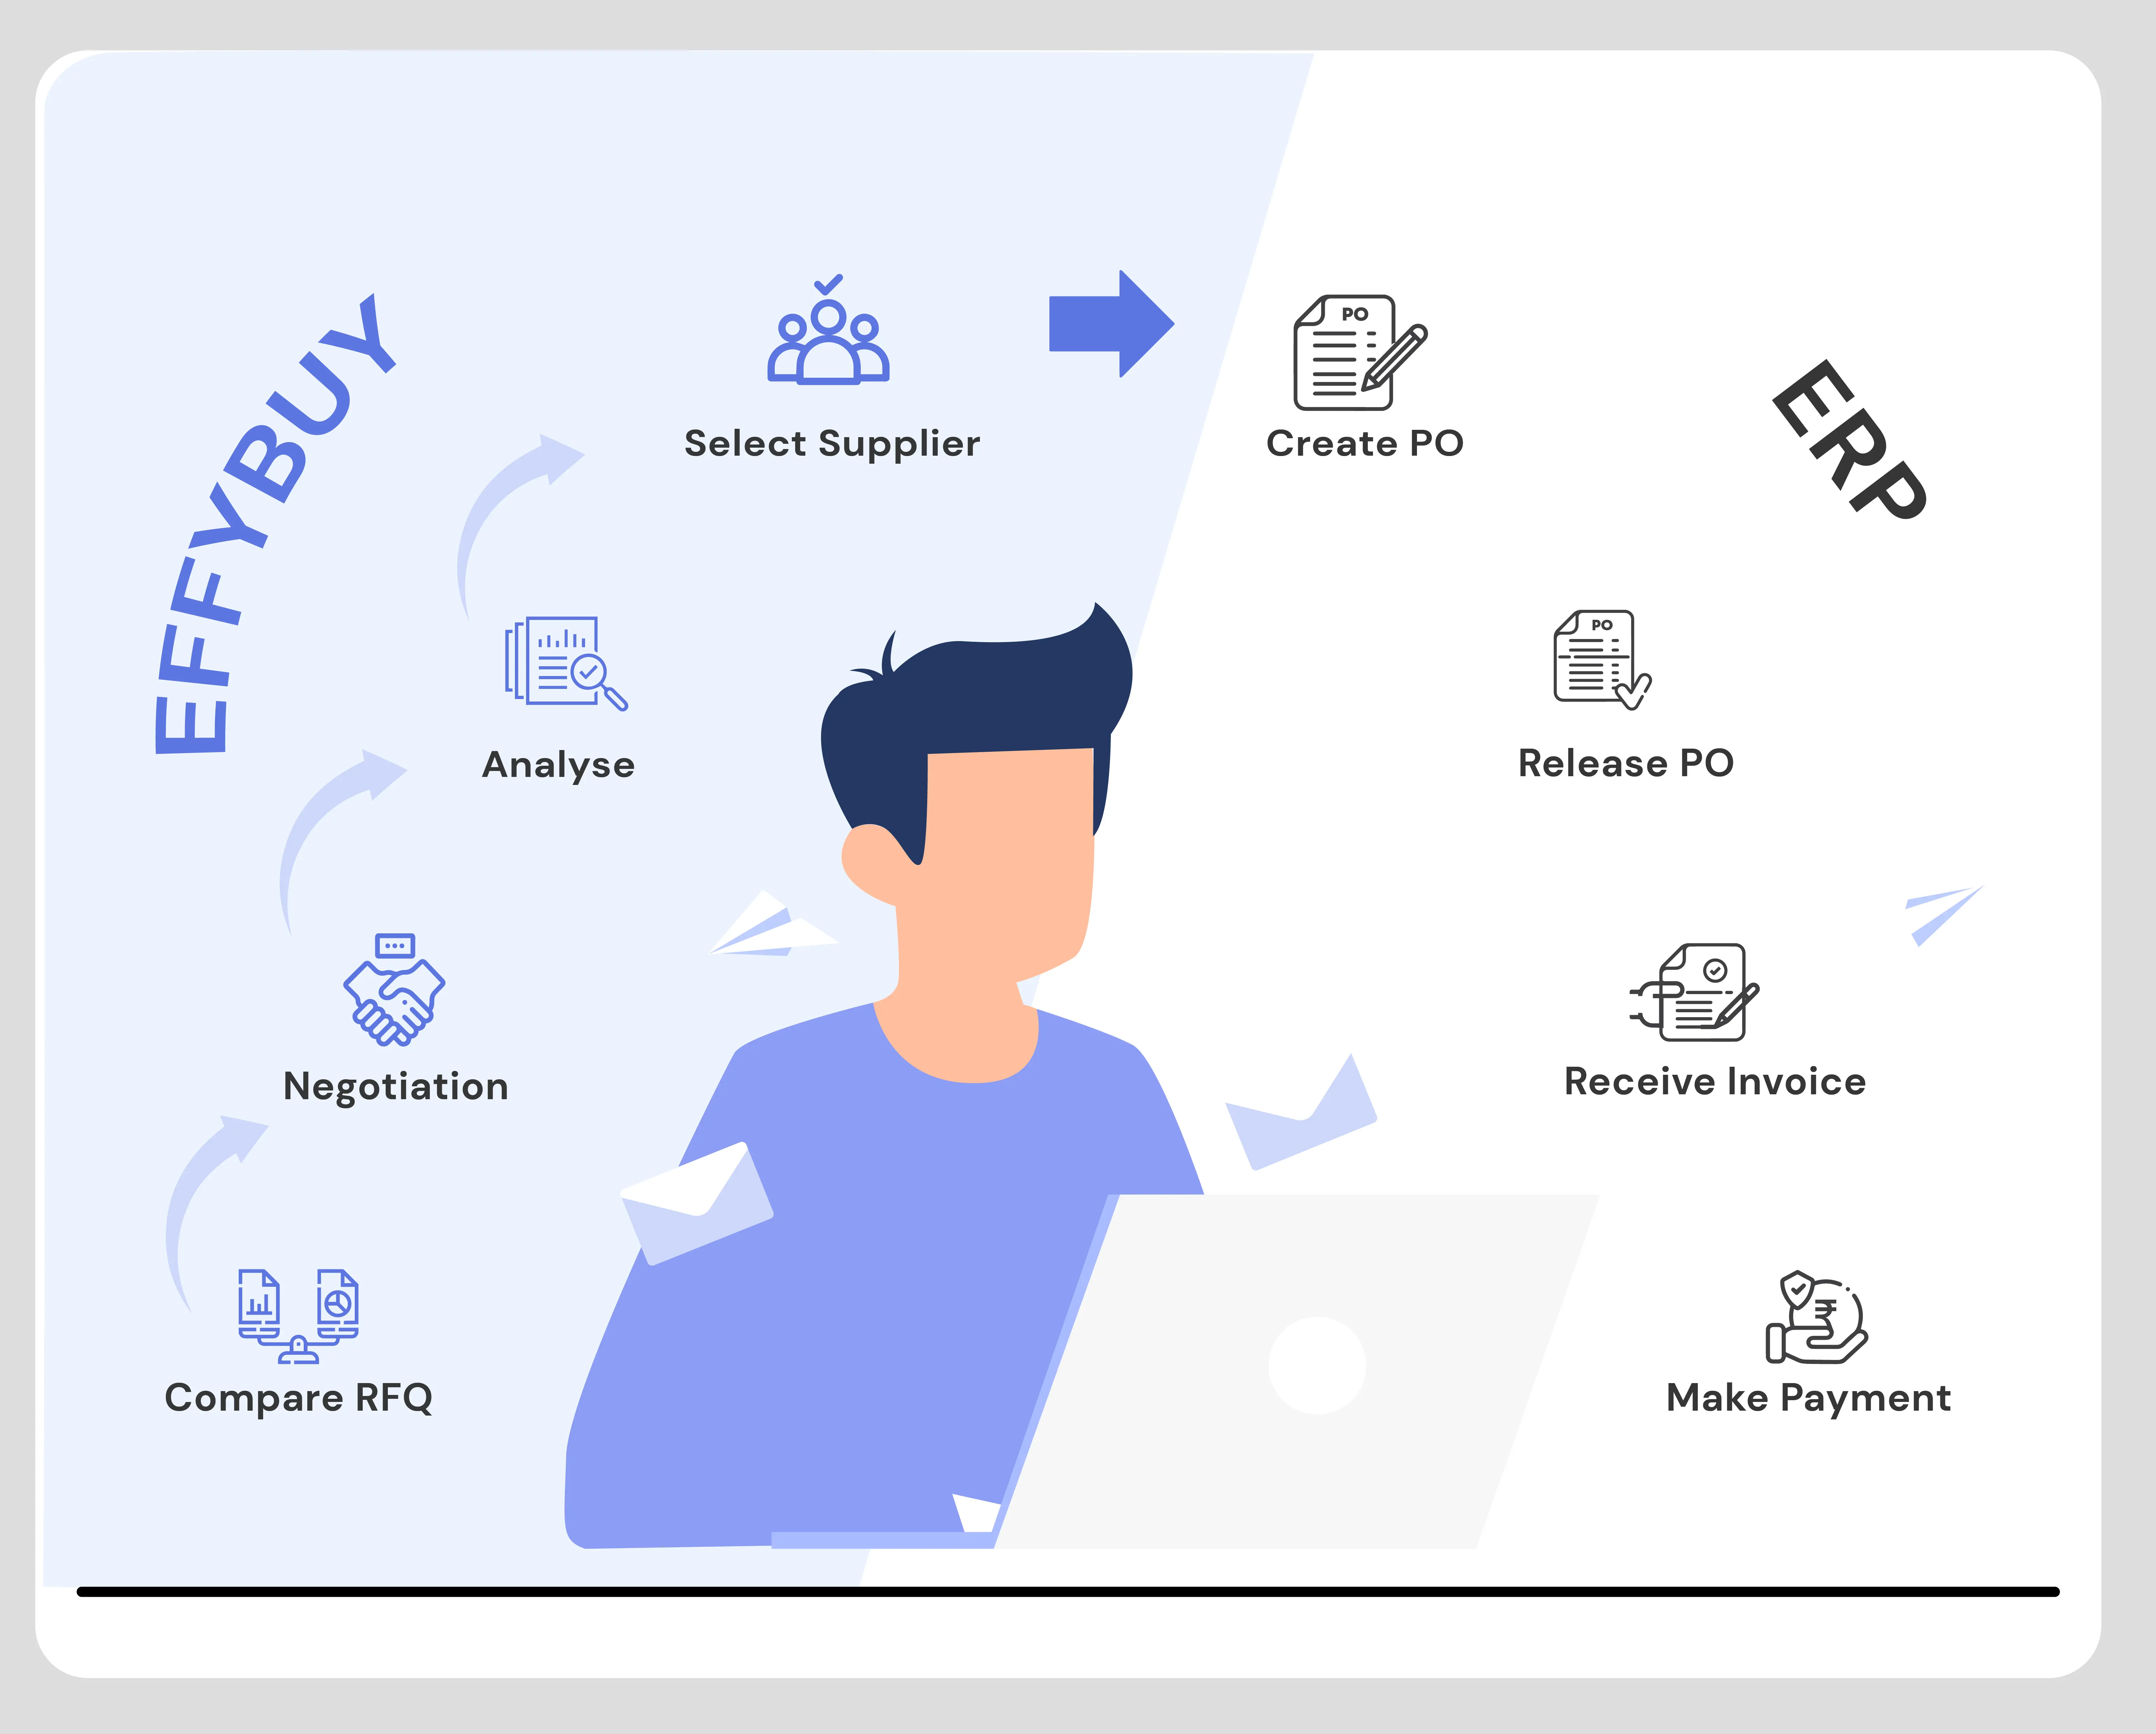 EFFYBUY
Select Supplier
Analyse
Negotiation
Compare RFQ
PO
Create PO
ERP
PO
Release PO
Receive Invoice
₹
Make Payment